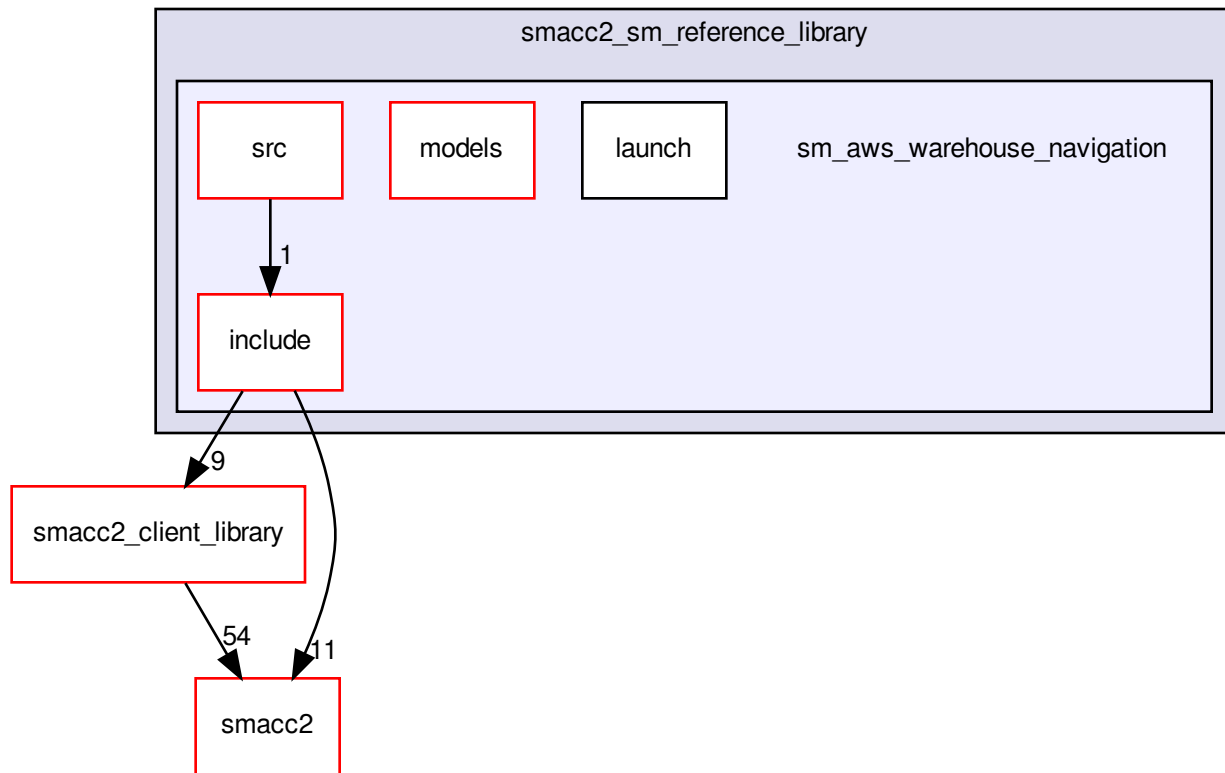 smacc2_sm_reference_library
src
models
launch
sm_aws_warehouse_navigation
1
include
9
smacc2_client_library
54
11
smacc2